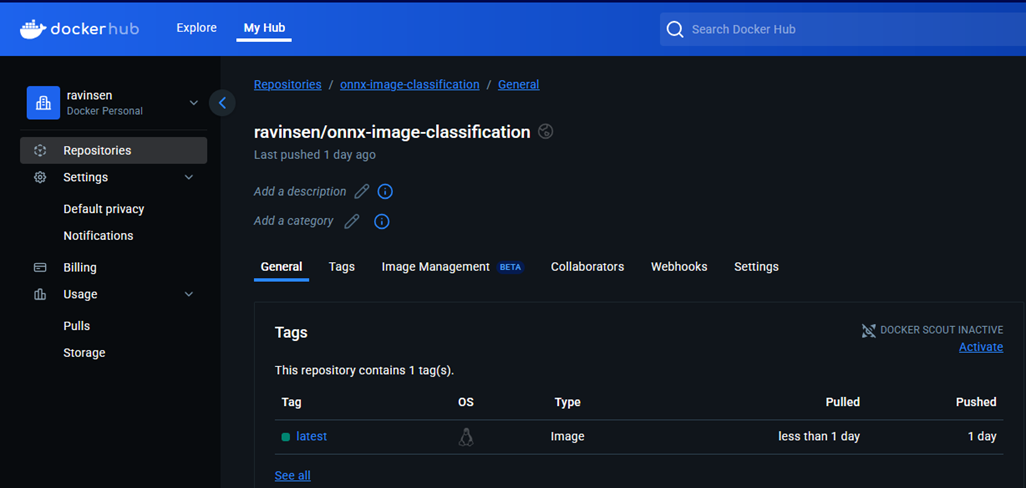 dockerhub
Explore
My Hub
Search Docker Hub
ravinsen
Docker Personal
Repositories
Settings
Default privacy
Notifications
Billing
Usage
Pulls
Storage
Repositories / onnx-image-classification / General
ravinsen/onnx-image-classification
Last pushed 1 day ago
Add a description
Add a category
General Tags Image Management BETA Collaborators Webhooks Settings
Tags
DOCKER SCOUT INACTIVE
Activate
This repository contains 1 tag(s).
Tag OS Type Pulled Pushed
latest Image less than 1 day 1 day
See all